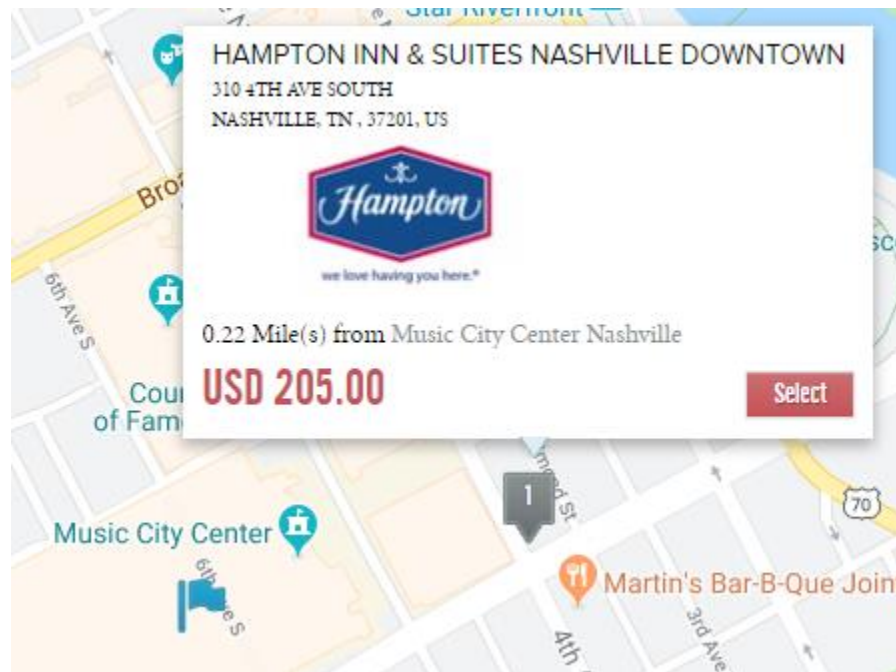 HAMPTON INN & SUITES NASHVILLE DOWNTOWN
310 4TH AVE SOUTH
NASHVILLE, TN , 37201, US
Hampton
we love having you here.®
0.22 Mile(s) from Music City Center Nashville
USD 205.00
Select
6th Ave S
of Fam
70
1
Music City Center
Martin's Bar-B-Que Join
4th
3rd Ave